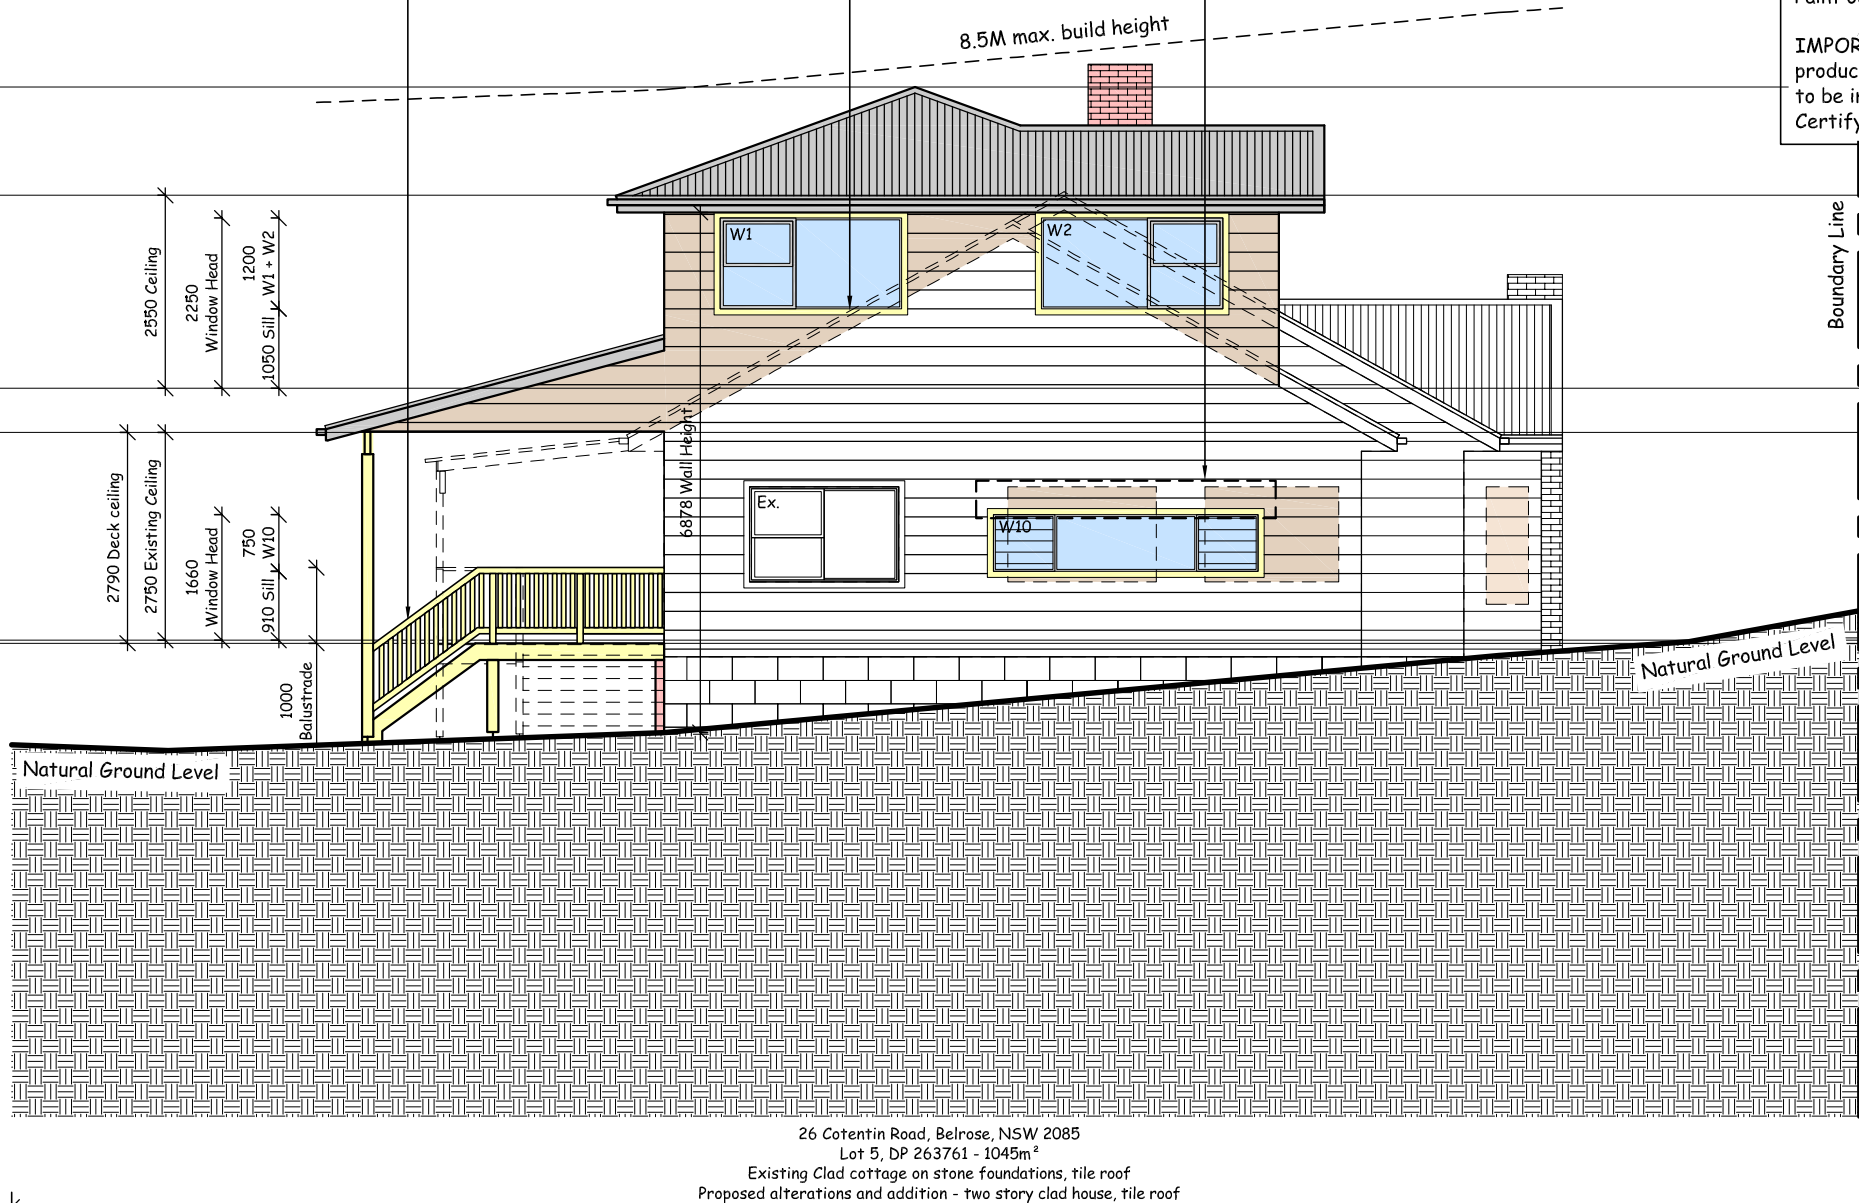 8.5M max. build height
IMPOR
produc
to be i
Certify
Boundary Line
2550 Ceiling
2250
Window Head
1200
W1 + W2
1050 Sill
W1
W2
6878 Wall Height
2790 Deck ceiling
2750 Existing Ceiling
1660
Window Head
750
W10
910 Sill
Ex.
W10
1000
Balustrade
Natural Ground Level
Natural Ground Level
26 Cotentin Road, Belrose, NSW 2085
Lot 5, DP 263761 - 1045m²
Existing Clad cottage on stone foundations, tile roof
Proposed alterations and addition - two story clad house, tile roof